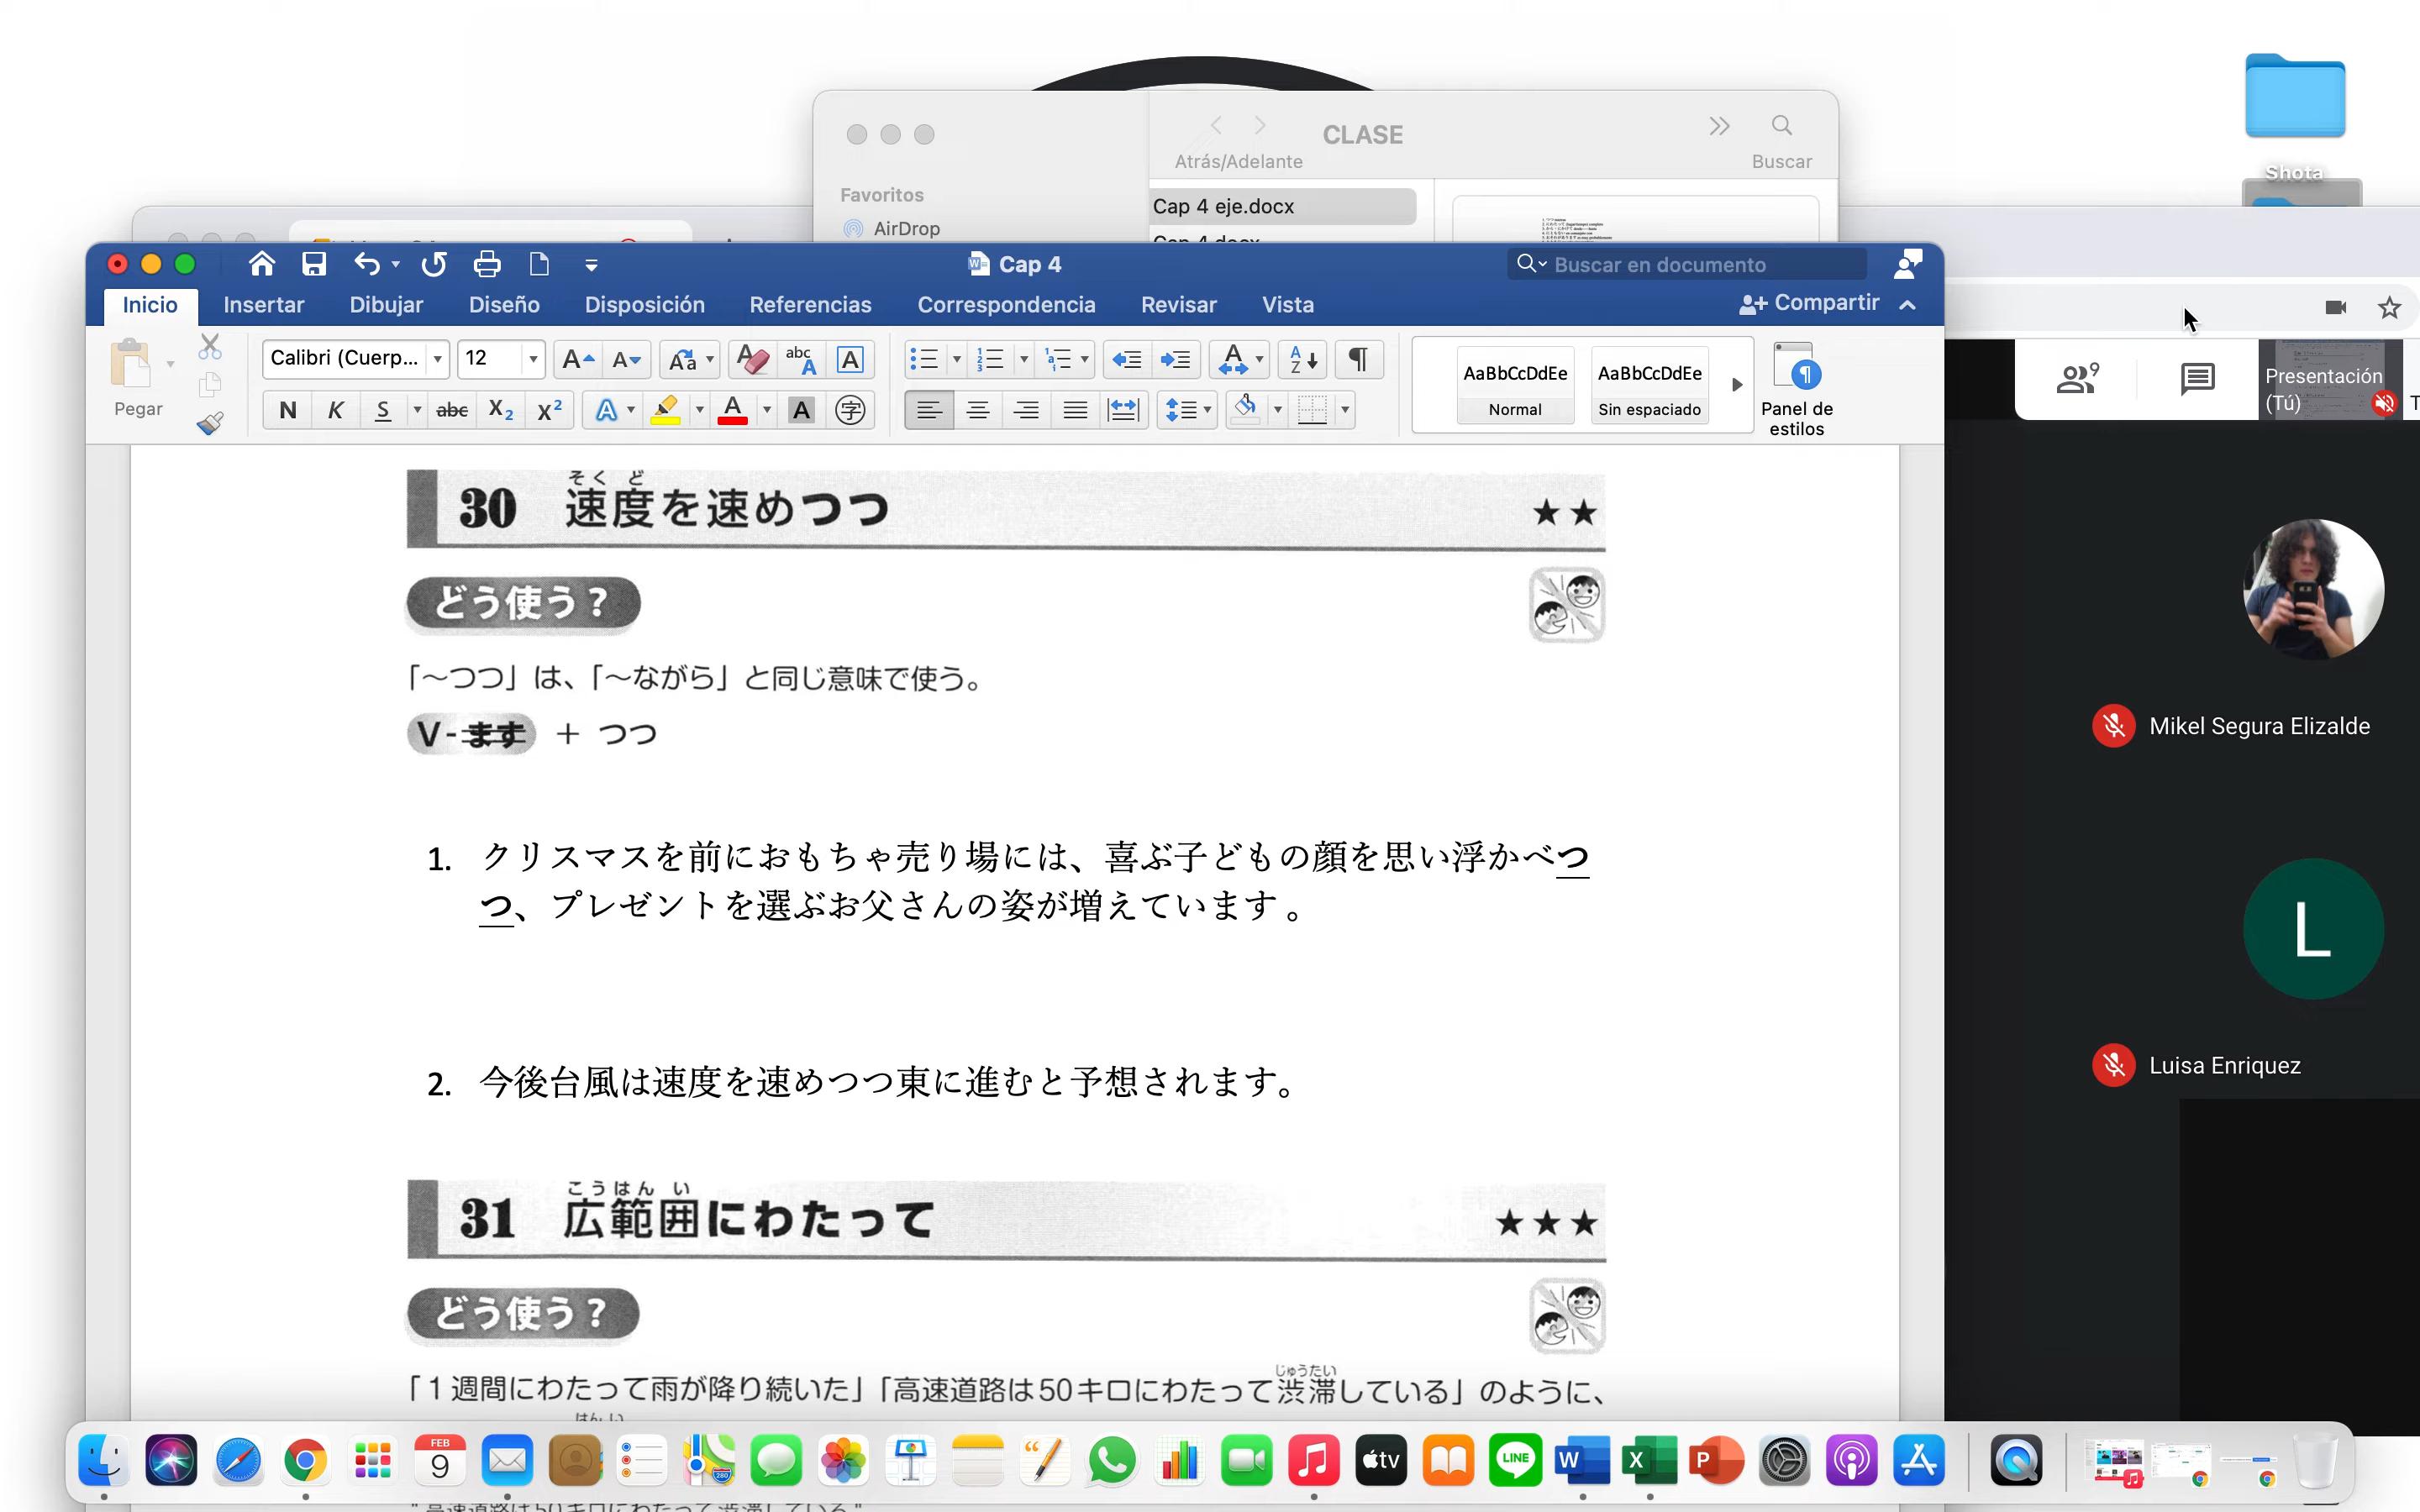 Shota
CLASE
Atrás/Adelante
Buscar
Favoritos
AirDrop
Cap 4 eje.docx
Cap 4
Buscar en documento
Inicio
Insertar
Dibujar
Diseño
Disposición
Referencias
Correspondencia
Revisar
Vista
Compartir
Pegar
Calibri (Cuerp...
12
AaBbCcDdEe
Normal
AaBbCcDdEe
Sin espaciado
Panel de
estilos
N K S abc X2 X2
9
Presentación
(Tú)
そくど
30 速度を速めつつ ★★
どう使う?
「〜つつ」は、「〜ながら」と同じ意味で使う。
V-ます + つつ
1. クリスマスを前におもちゃ売り場には、喜ぶ子どもの顔を思い浮かべつ
つ、プレゼントを選ぶお父さんの姿が増えています。
2. 今後台風は速度を速めつつ東に進むと予想されます。
こうはんい
31 広範囲にわたって ★★★
どう使う?
じゅうたい
「1週間にわたって雨が降り続いた」「高速道路は50キロにわたって渋滞している」のように、
Mikel Segura Elizalde
L
Luisa Enriquez
FEB
9
280
tv
LINE
W
X
P